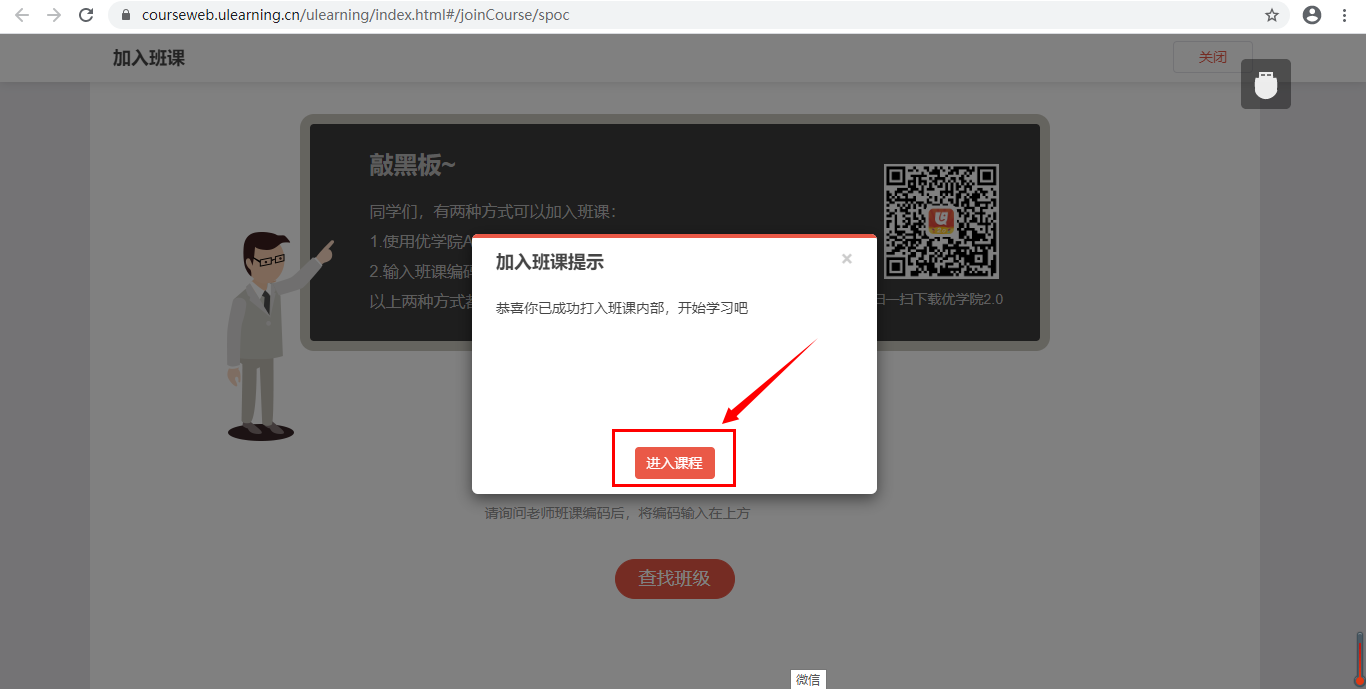 courseweb.ulearning.cn/ulearning/index.html#/joinCourse/spoc
加入班课
关闭
敲黑板~
同学们，有两种方式可以加入班课：
1.使用优学院A
2.输入班课编码
以上两种方式都
扫一扫下载优学院2.0
加入班课提示
×
恭喜你已成功打入班课内部，开始学习吧
进入课程
请询问老师班课编码后，将编码输入在上方
查找班级
微信